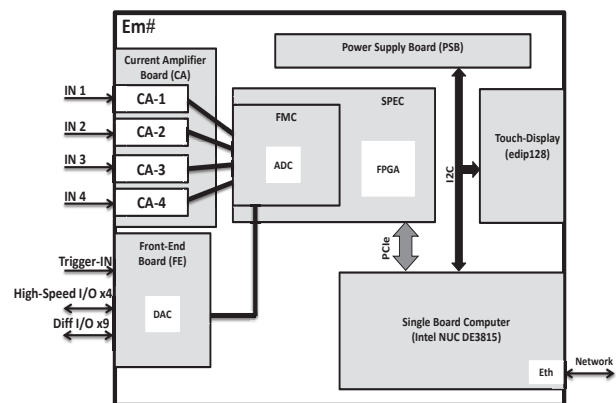 Em#
Power Supply Board (PSB)
Current Amplifier
Board (CA)
IN 1
CA-1
IN 2
CA-2
IN 3
CA-3
IN 4
CA-4
SPEC
FMC
ADC
FPGA
I2C
Touch-Display
(edip128)
PCIe
Front-End
Board (FE)
Trigger-IN
High-Speed I/O x4
Diff I/O x9
DAC
Single Board Computer
(Intel NUC DE3815)
Eth
Network